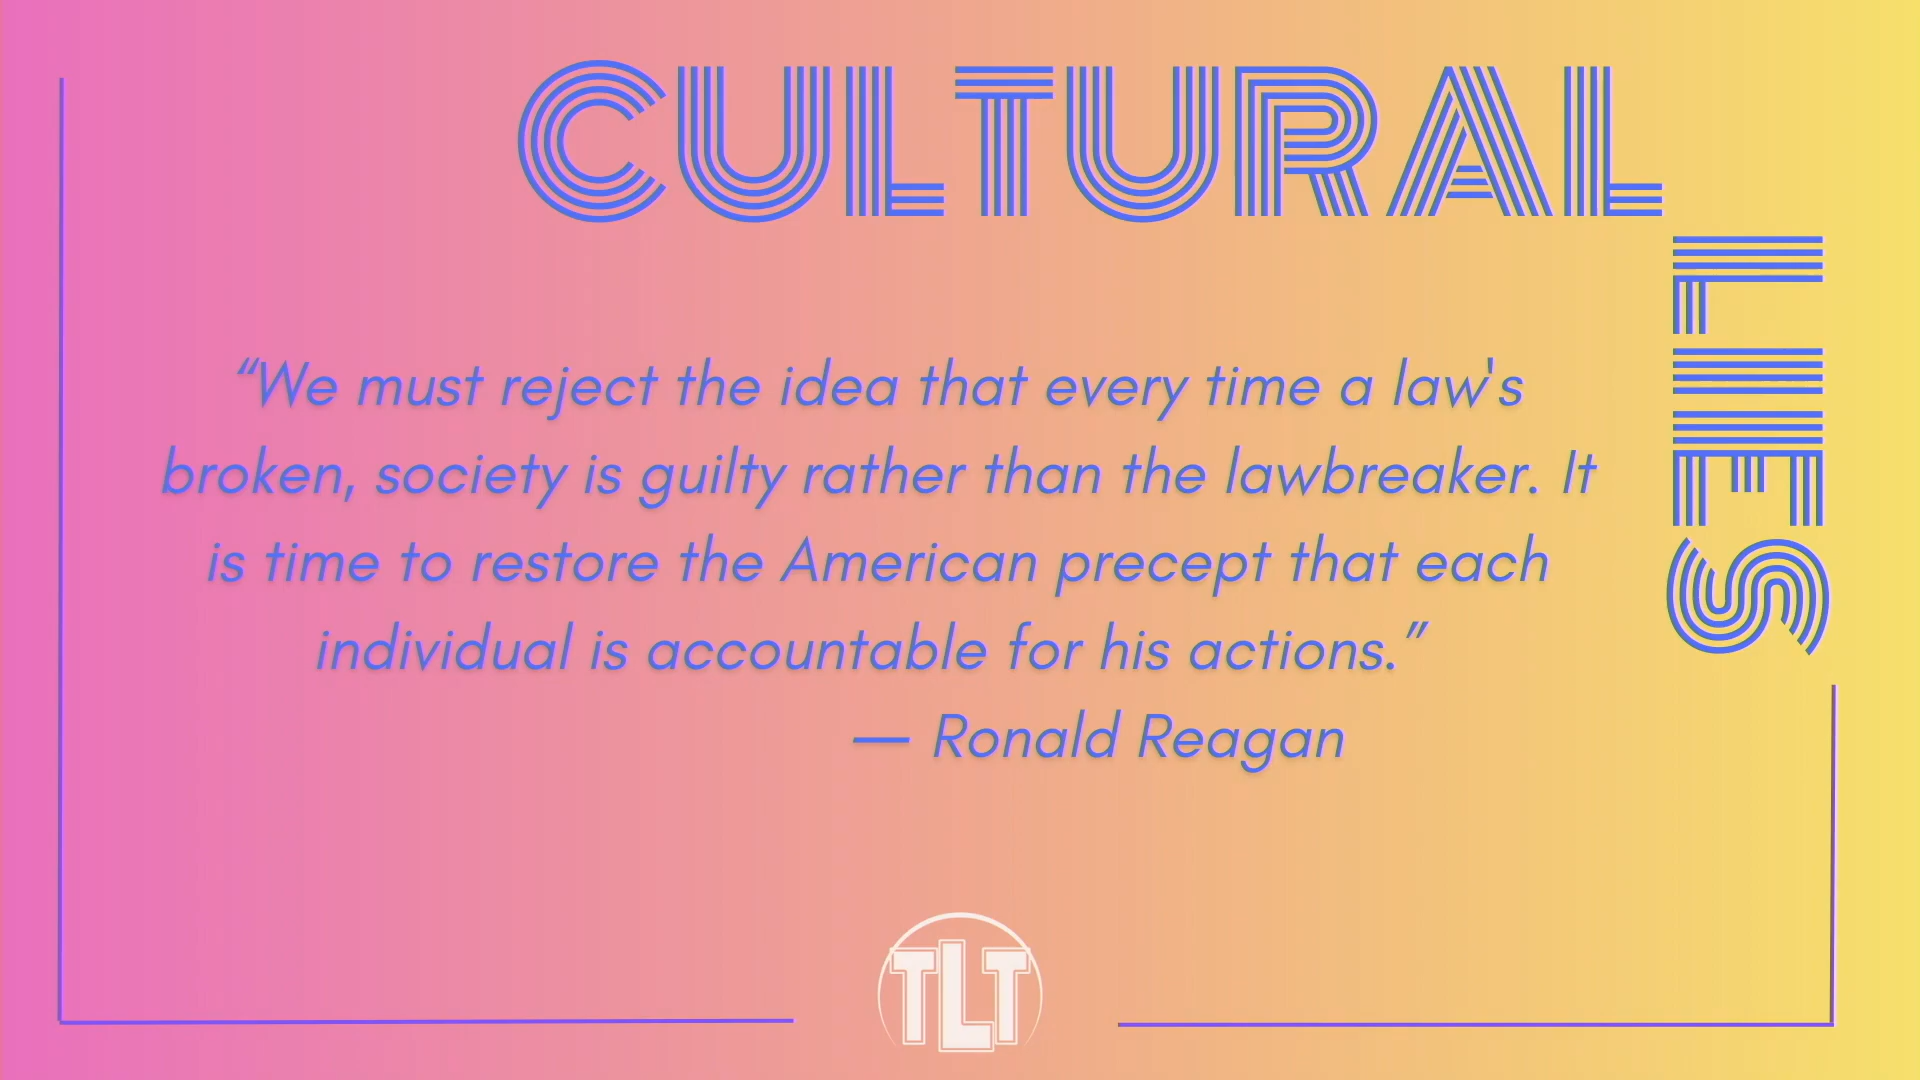 CULTURAL
LIES
“We must reject the idea that every time a law's
broken, society is guilty rather than the lawbreaker. It
is time to restore the American precept that each
individual is accountable for his actions.”
— Ronald Reagan
TLT